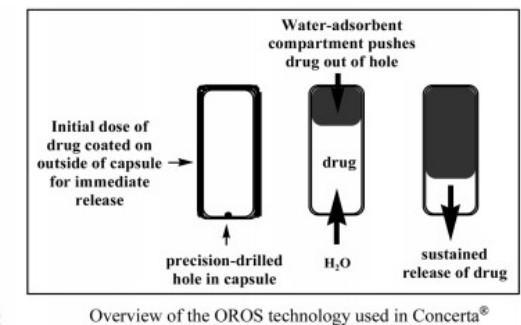 Water-adsorbent
compartment pushes
drug out of hole
Initial dose of
drug coated on
outside of capsule
for immediate
release
drug
precision-drilled
hole in capsule
H₂O
sustained
release of drug
Overview of the OROS technology used in Concerta®